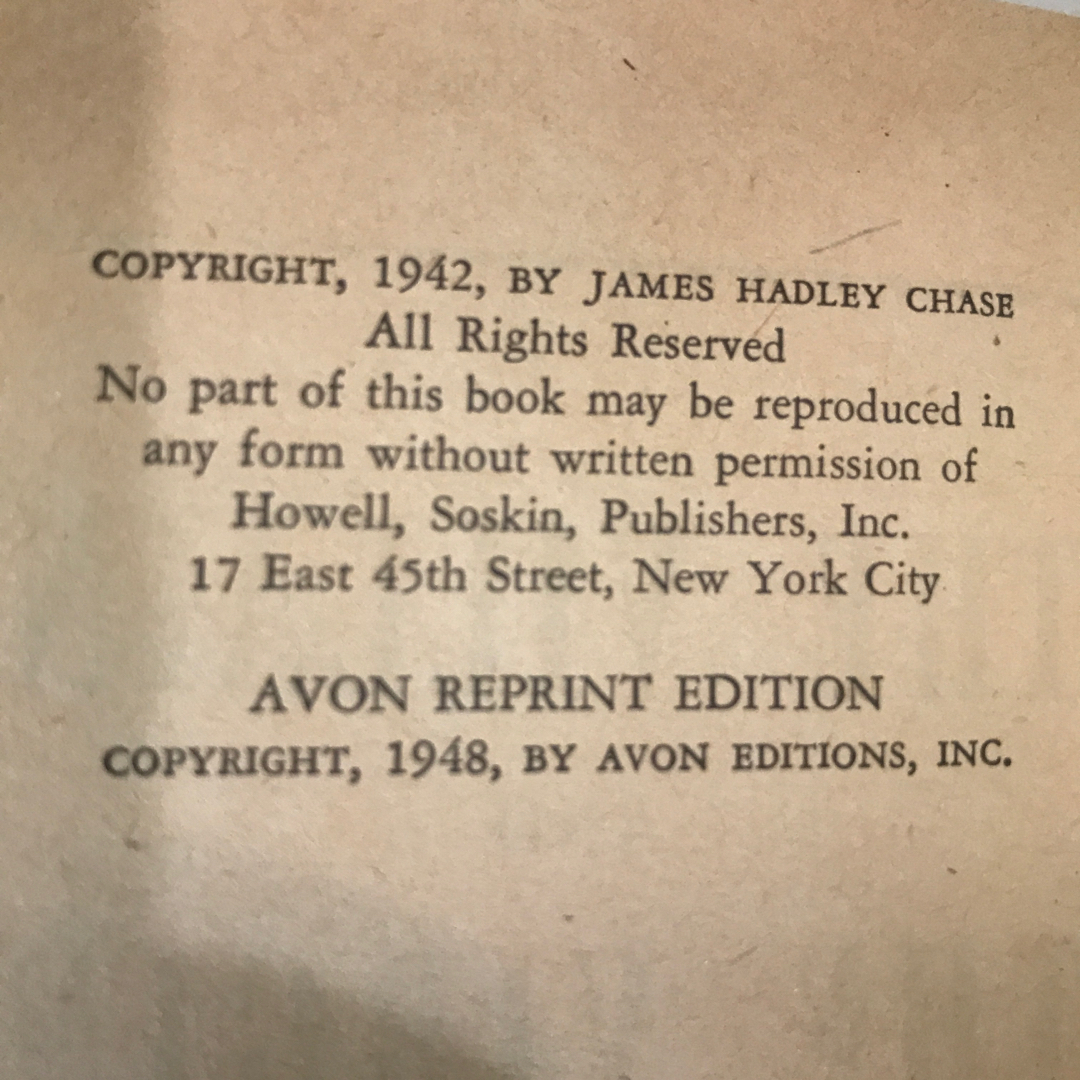 COPYRIGHT, 1942, BY JAMES HADLEY CHASE
All Rights Reserved
No part of this book may be reproduced in
any form without written permission of
Howell, Soskin, Publishers, Inc.
17 East 45th Street, New York City
AVON REPRINT EDITION
COPYRIGHT, 1948, BY AVON EDITIONS, INC.